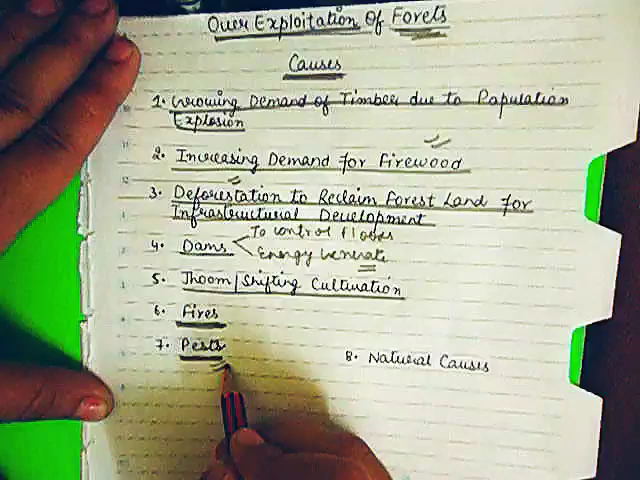 Over Exploitation Of Forets
Causes
1. Growing Demand of Timber due to Population
Explosion
2. Increasing Demand for Firewood
3. Deforestation to Reclaim Forest Land for
Infrastructural Development
4. Dams < To control floods
Energy Generate
5. Jhoom/Shifting Cultivation
6. Fires
7. Pests
8. Natural Causes